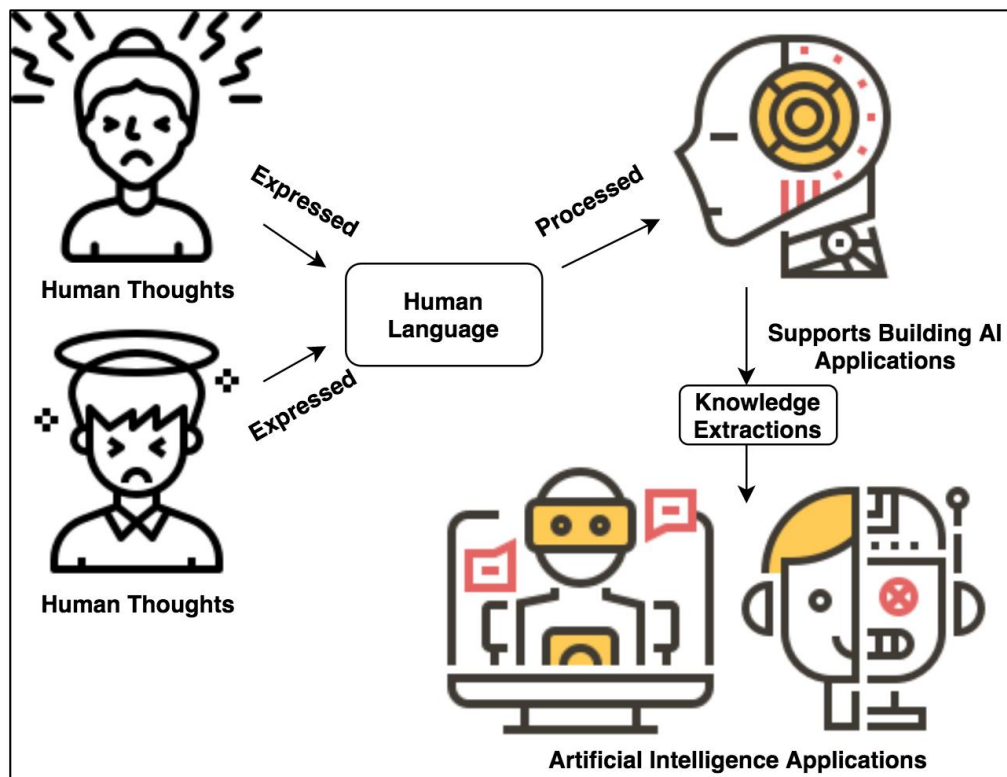 Expressed
Processed
Human Thoughts
Human
Language
Supports Building AI
Applications
Expressed
Knowledge
Extractions
Human Thoughts
Artificial Intelligence Applications